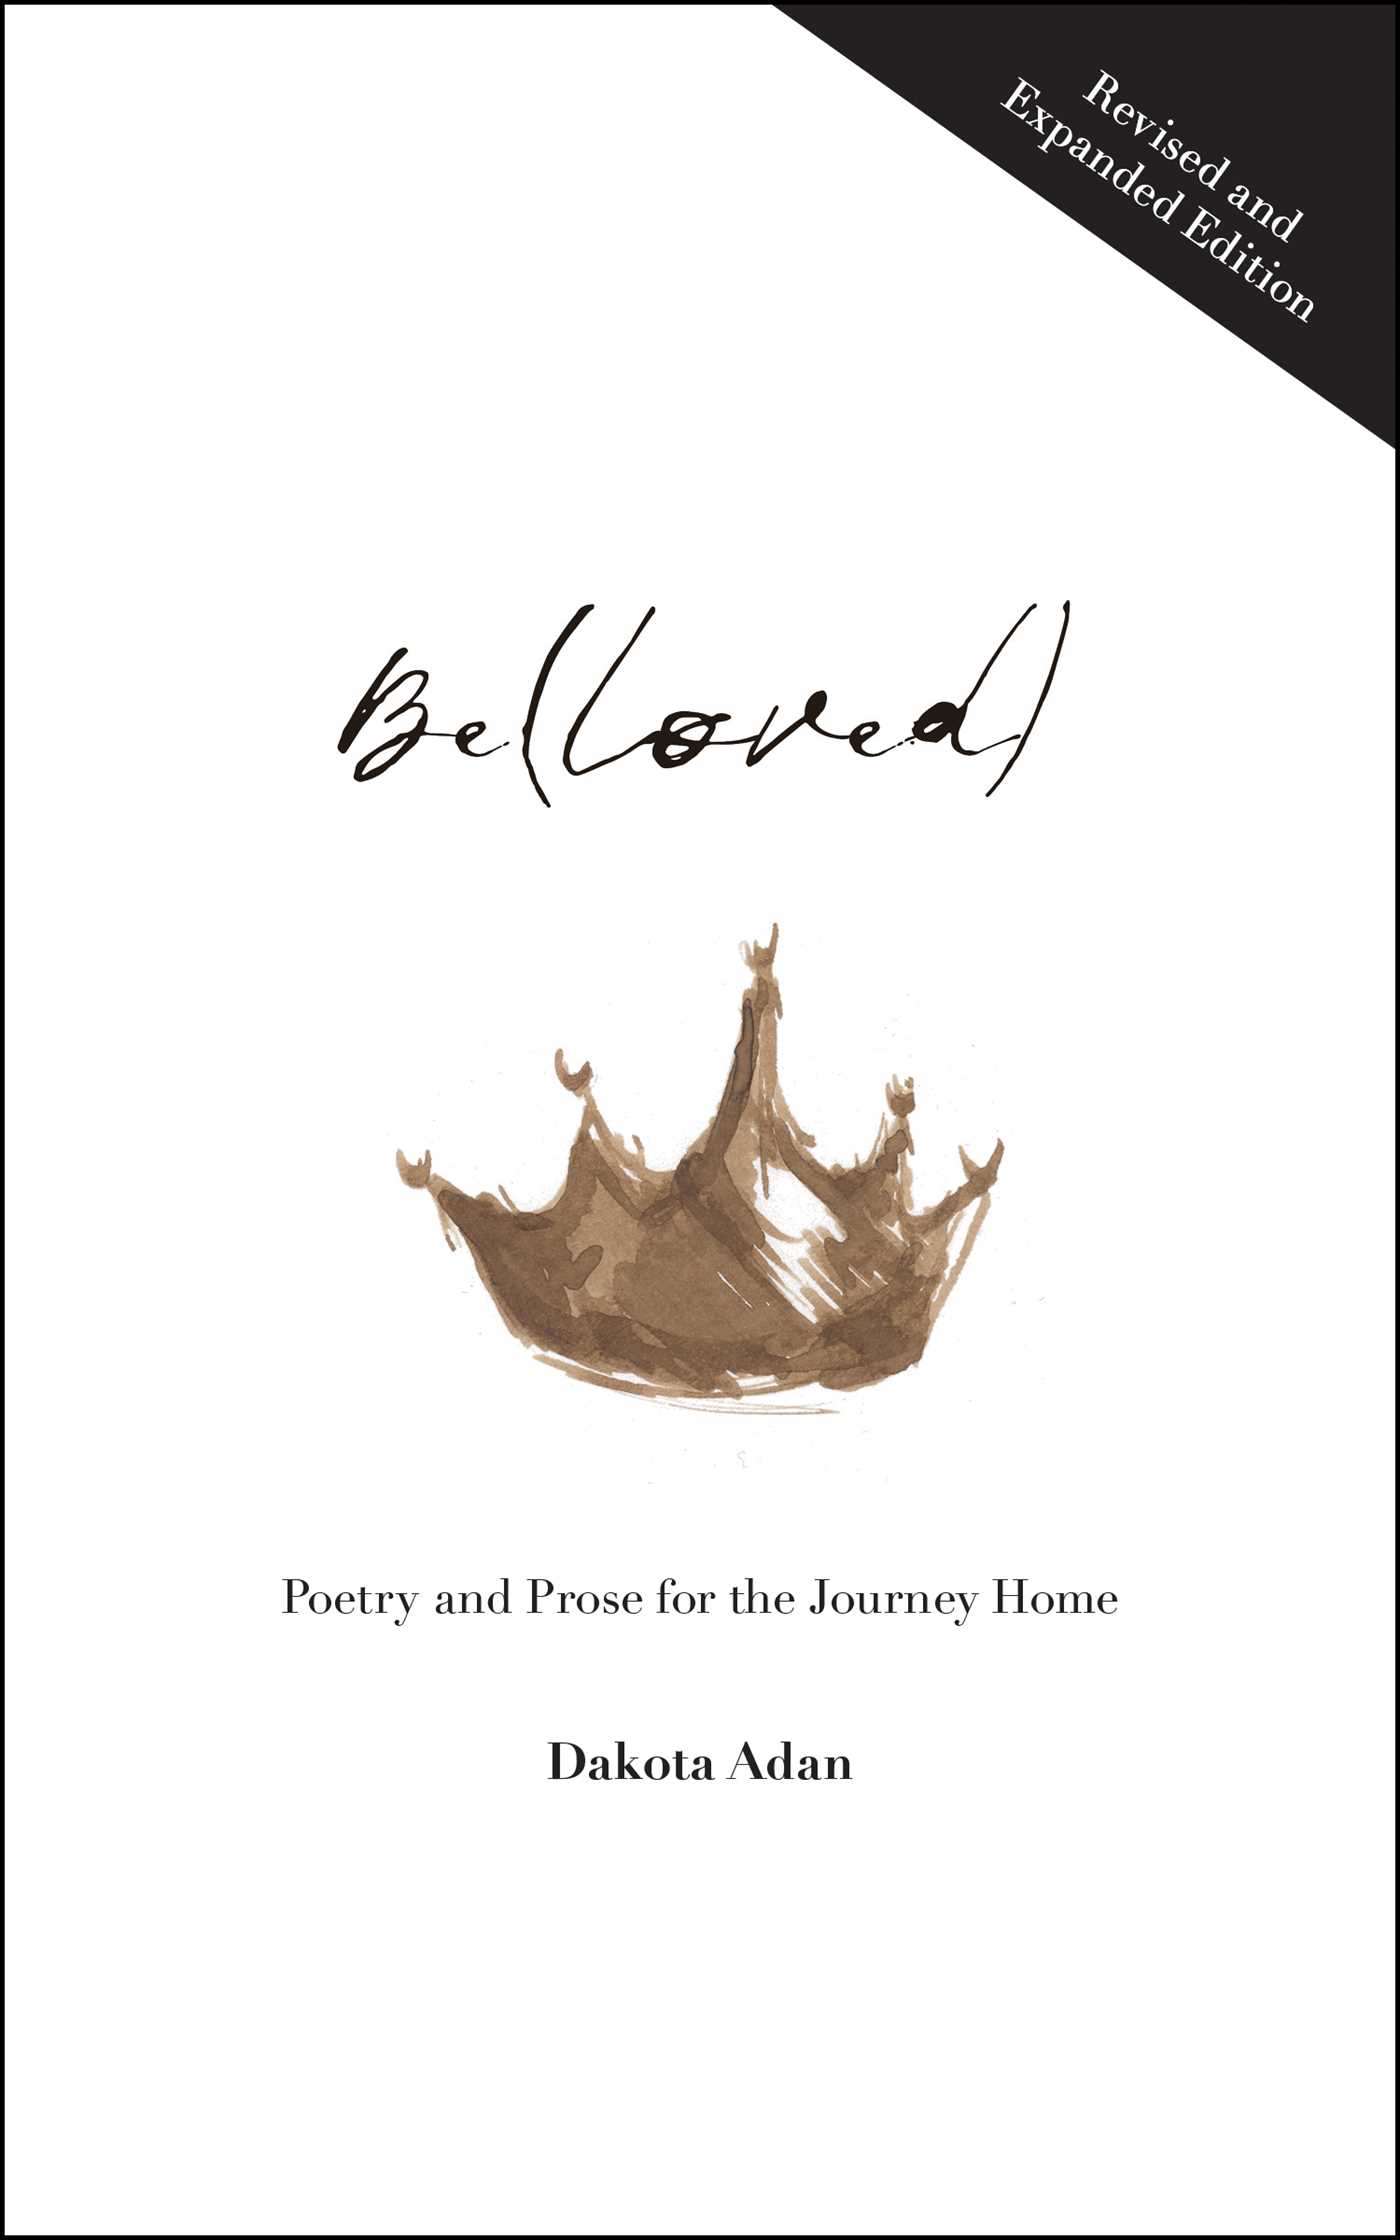 Revised and
Expanded Edition
Be(Loved)
Poetry and Prose for the Journey Home
Dakota Adan